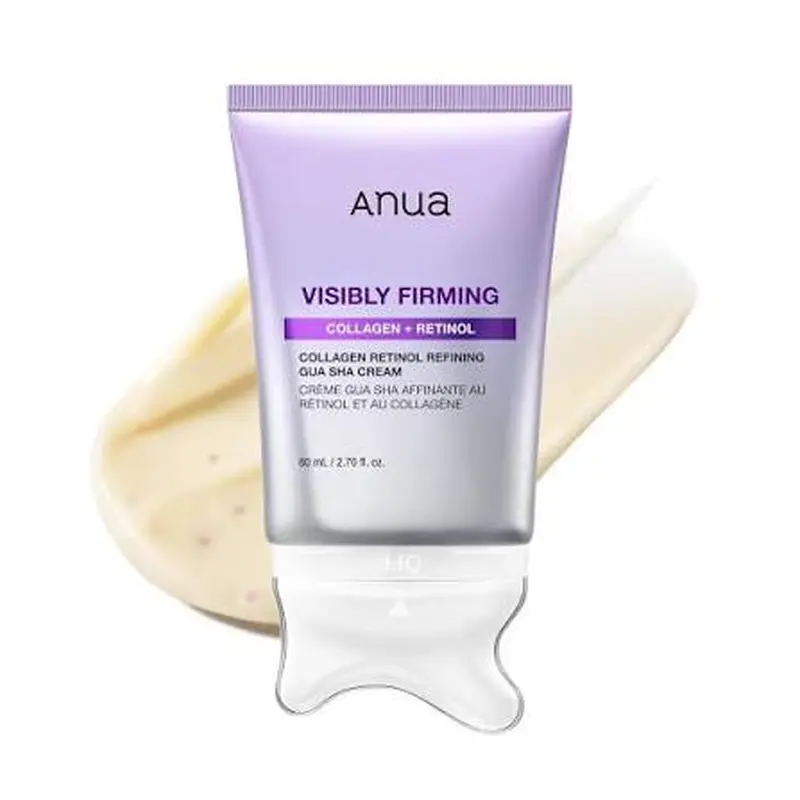 Anua
VISIBLY FIRMING
COLLAGEN + RETINOL
COLLAGEN RETINOL REFINING
GUA SHA CREAM
CRÈME GUA SHA AFFINANTE AU
RÉTINOL ET AU COLLAGÈNE
80 mL / 2.70 fl. oz.